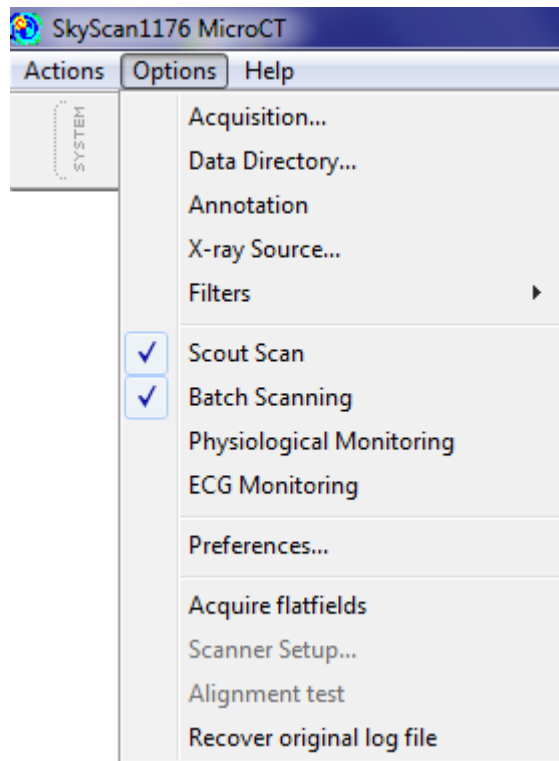 SkyScan1176 MicroCT
Actions Options Help
SYSTEM
Acquisition...
Data Directory...
Annotation
X-ray Source...
Filters
Scout Scan
Batch Scanning
Physiological Monitoring
ECG Monitoring
Preferences...
Acquire flatfields
Scanner Setup...
Alignment test
Recover original log file